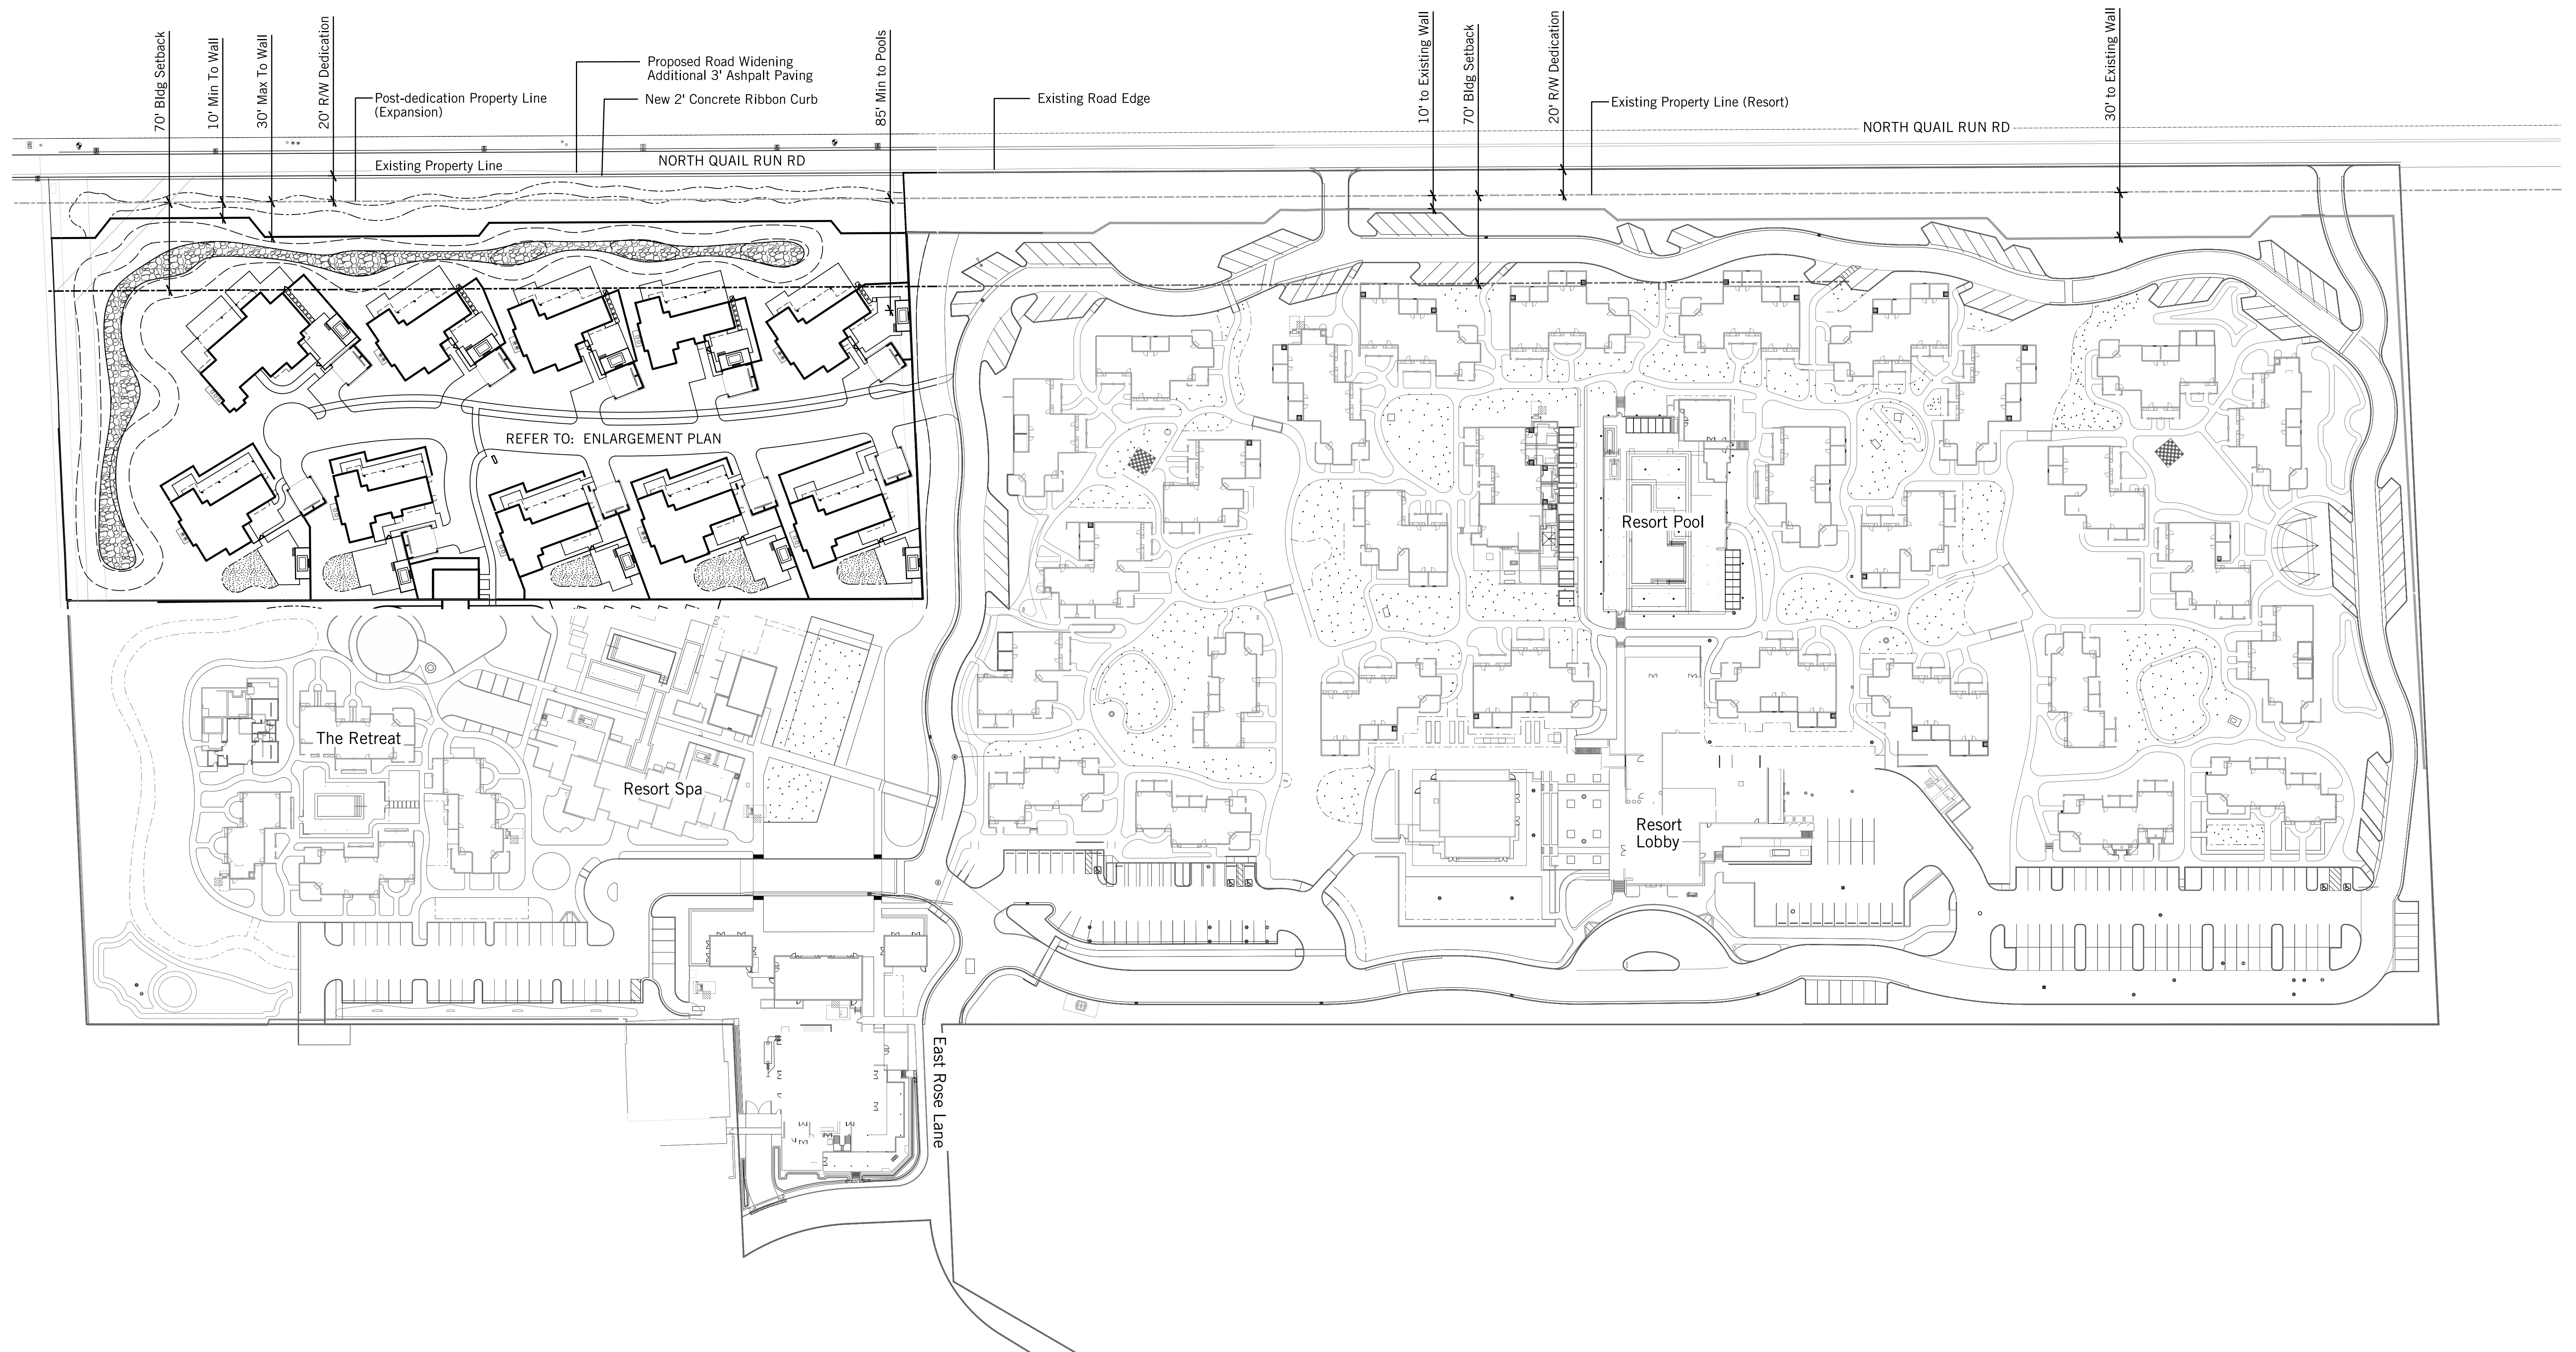 70' Bldg Setback
10' Min To Wall
30' Max To Wall
20' R/W Dedication
Post-dedication Property Line
(Expansion)
Proposed Road Widening
Additional 3' Ashpalt Paving
New 2' Concrete Ribbon Curb
85' Min to Pools
Existing Road Edge
10' to Existing Wall
70' Bldg Setback
20' R/W Dedication
Existing Property Line (Resort)
30' to Existing Wall
NORTH QUAIL RUN RD
Existing Property Line
NORTH QUAIL RUN RD
REFER TO: ENLARGEMENT PLAN
Resort Pool
The Retreat
Resort Spa
Resort
Lobby
East Rose Lane